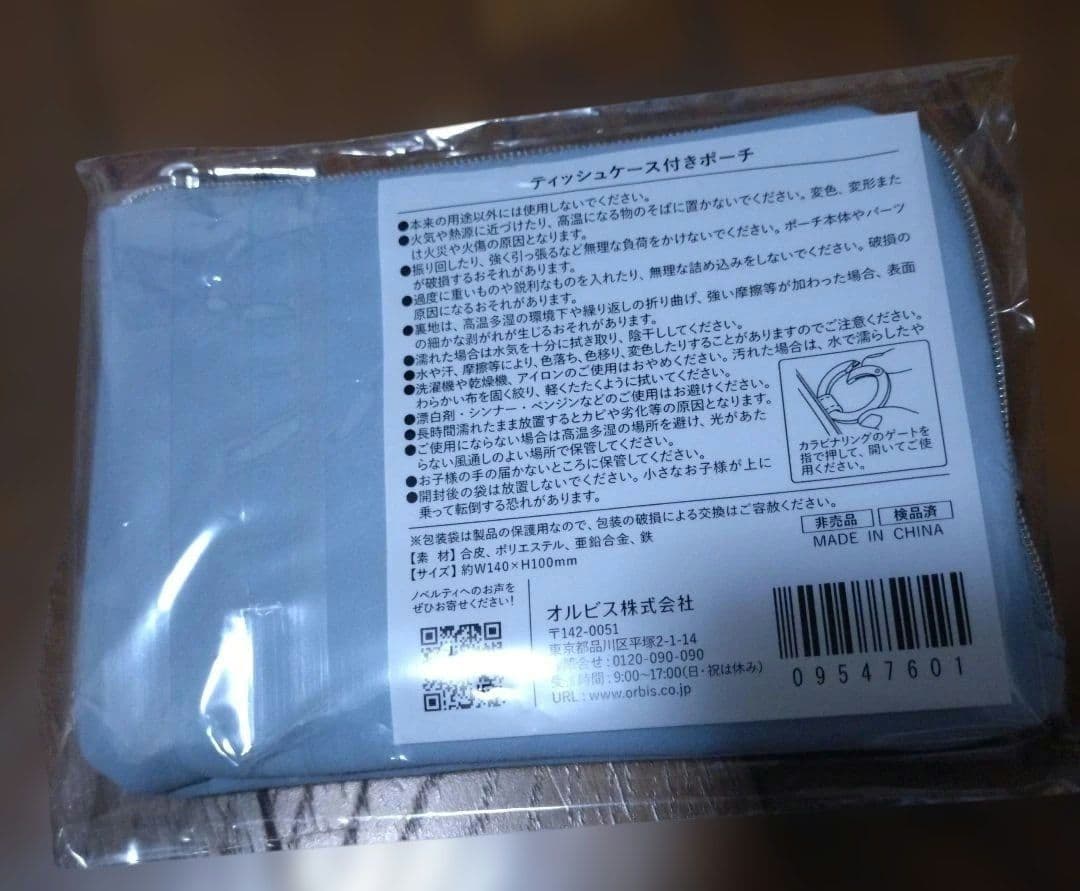 ティッシュケース付きポーチ
●本来の用途以外には使用しないでください。
●火気や熱源に近づけたり、高温になる物のそばに置かないでください。変色、変形また
は火災や火傷の原因となります。
●振り回したり、強く引っ張るなど無理な負荷をかけないでください。ポーチ本体やパーツ
が破損するおそれがあります。
●過度に重いものや鋭利なものを入れたり、無理な詰め込みをしないでください。破損の
原因になるおそれがあります。
●裏地は、高温多湿の環境下や繰り返しの折り曲げ、強い摩擦等が加わった場合、表面
の細かな剥がれが生じるおそれがあります。
●濡れた場合は水気を十分に拭き取り、陰干ししてください。
●水や汗、摩擦等により、色落ち、色移り、変色したりすることがありますのでご注意ください。
●洗濯機や乾燥機、アイロンのご使用はおやめください。汚れた場合は、水で濡らしたや
わらかい布を固く絞り、軽くたたくように拭いてください。
●漂白剤・シンナー・ベンジンなどのご使用はお避けください。
●長時間濡れたまま放置するとカビや劣化等の原因となります。
●ご使用にならない場合は高温多湿の場所を避け、光があた
らない風通しのよい場所で保管してください。
●お子様の手の届かないところに保管してください。
●開封後の袋は放置しないでください。小さなお子様が上に
乗って転倒する恐れがあります。
カラビナリングのゲートを
指で押して、開いてご使
用ください。
※包装袋は製品の保護用なので、包装の破損による交換はご容赦ください。
【素 材】合皮、ポリエステル、亜鉛合金、鉄
【サイズ】約W140×H100mm
非売品 検品済
MADE IN CHINA
ノベルティへのお声を
ぜひお寄せください!
オルビス株式会社
〒142-0051
東京都品川区平塚2-1-14
:0120-090-090
時間:9:00~17:00(日・祝は休み)
URL:www.orbis.co.jp
09547601